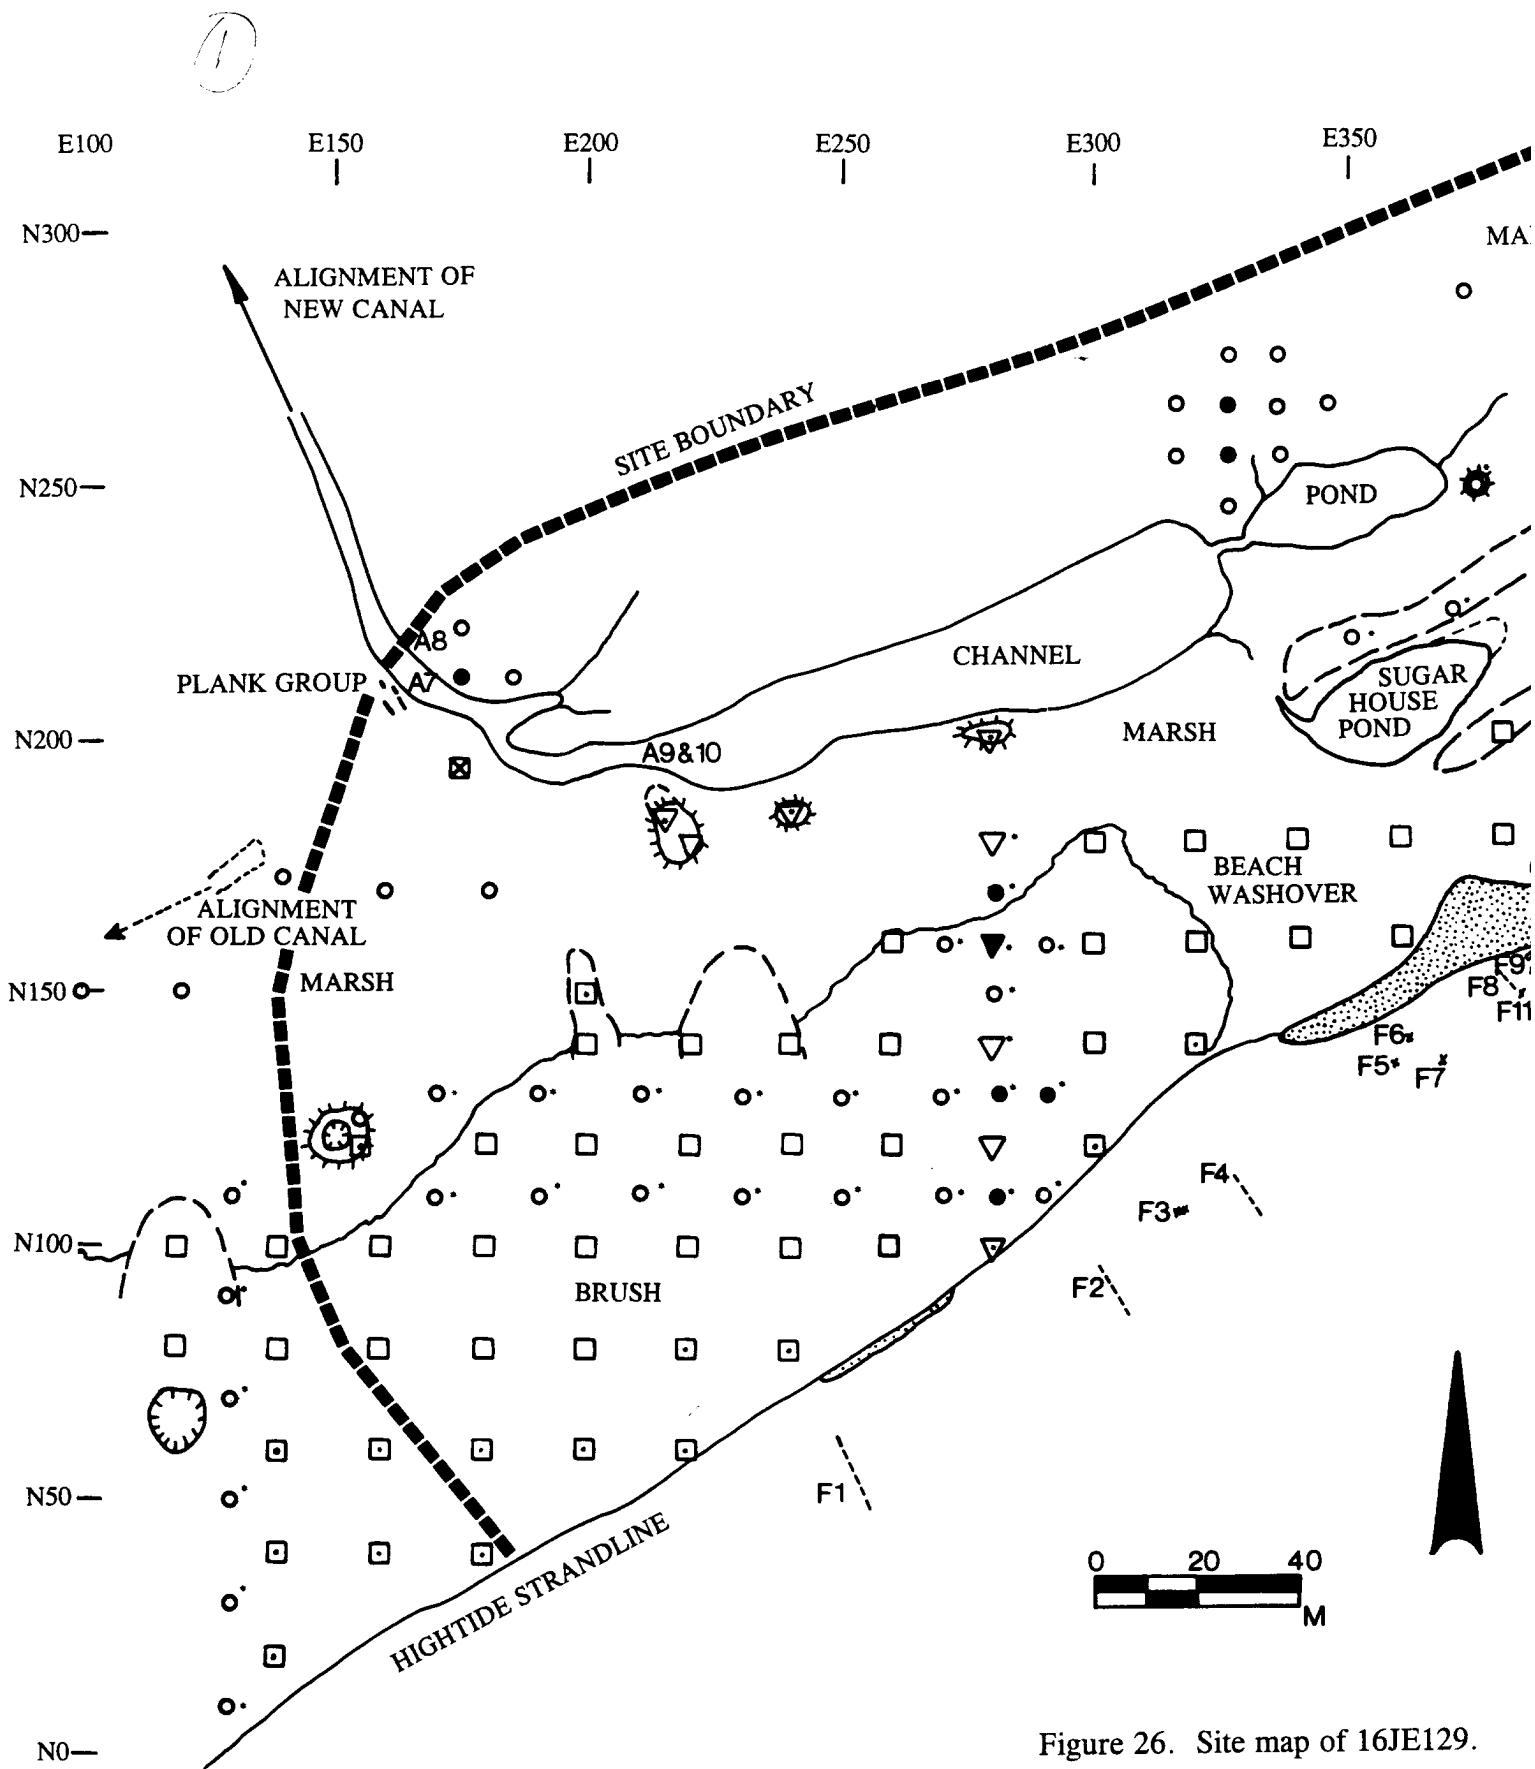 1
E100 E150 E200 E250 E300 E350
N300
ALIGNMENT OF
NEW CANAL
SITE BOUNDARY
N250
POND
A8
CHANNEL
PLANK GROUP
A7
SUGAR
HOUSE
POND
N200
A9&10
MARSH
BEACH
WASHOVER
ALIGNMENT
OF OLD CANAL
N150
MARSH
F9
F8
F11
F6
F5
F7
F4
F3
N100
F2
BRUSH
N50
F1
HIGHTIDE STRANDLINE
0 20 40
M
N0
Figure 26. Site map of 16JE129.